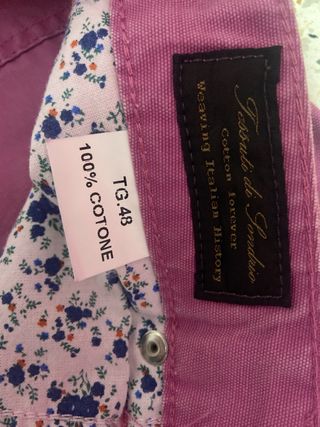 TG.48
100% COTONE
Tessuti di Sondrio
Cotton forever
Weaving Italian History